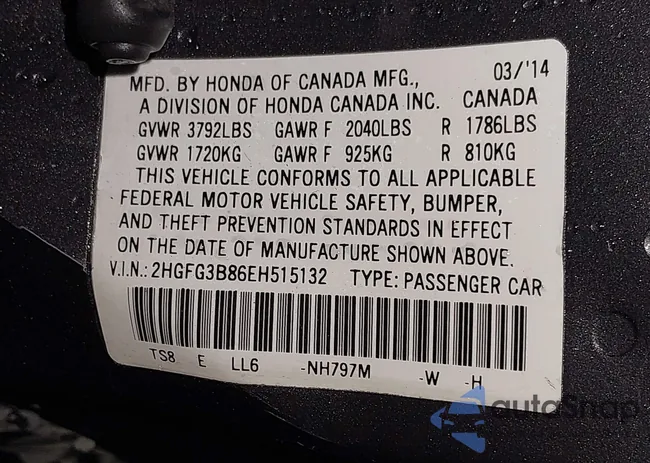 MFD. BY HONDA OF CANADA MFG., 03/'14
A DIVISION OF HONDA CANADA INC. CANADA
GVWR 3792LBS GAWR F 2040LBS R 1786LBS
GVWR 1720KG GAWR F 925KG R 810KG
THIS VEHICLE CONFORMS TO ALL APPLICABLE
FEDERAL MOTOR VEHICLE SAFETY, BUMPER,
AND THEFT PREVENTION STANDARDS IN EFFECT
ON THE DATE OF MANUFACTURE SHOWN ABOVE.
V.I.N.: 2HGFG3B86EH515132 TYPE: PASSENGER CAR
TS8 E LL6 -NH797M -W -H
autoSnap